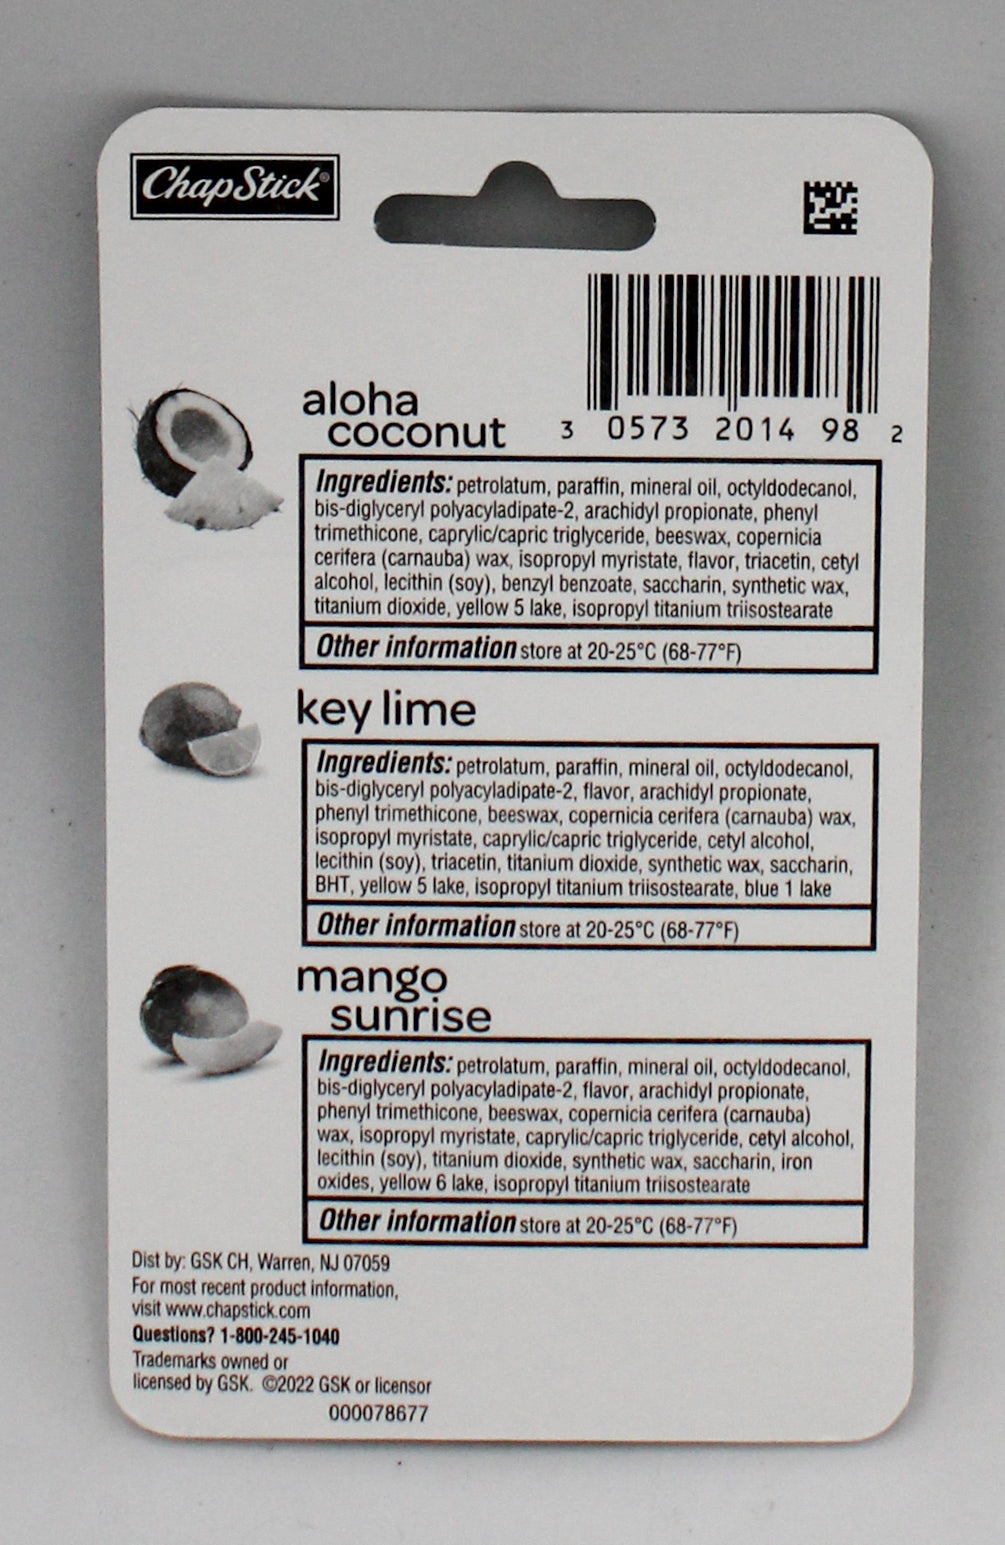 ChapStick®
3 0573 2014 98 2
aloha
coconut
Ingredients: petrolatum, paraffin, mineral oil, octyldodecanol,
bis-diglyceryl polyacyladipate-2, arachidyl propionate, phenyl
trimethicone, caprylic/capric triglyceride, beeswax, copernicia
cerifera (carnauba) wax, isopropyl myristate, flavor, triacetin, cetyl
alcohol, lecithin (soy), benzyl benzoate, saccharin, synthetic wax,
titanium dioxide, yellow 5 lake, isopropyl titanium triisostearate
Other information store at 20-25°C (68-77°F)
key lime
Ingredients: petrolatum, paraffin, mineral oil, octyldodecanol,
bis-diglyceryl polyacyladipate-2, flavor, arachidyl propionate,
phenyl trimethicone, beeswax, copernicia cerifera (carnauba) wax,
isopropyl myristate, caprylic/capric triglyceride, cetyl alcohol,
lecithin (soy), triacetin, titanium dioxide, synthetic wax, saccharin,
BHT, yellow 5 lake, isopropyl titanium triisostearate, blue 1 lake
Other information store at 20-25°C (68-77°F)
mango
sunrise
Ingredients: petrolatum, paraffin, mineral oil, octyldodecanol,
bis-diglyceryl polyacyladipate-2, flavor, arachidyl propionate,
phenyl trimethicone, beeswax, copernicia cerifera (carnauba)
wax, isopropyl myristate, caprylic/capric triglyceride, cetyl alcohol,
lecithin (soy), titanium dioxide, synthetic wax, saccharin, iron
oxides, yellow 6 lake, isopropyl titanium triisostearate
Other information store at 20-25°C (68-77°F)
Dist by: GSK CH, Warren, NJ 07059
For most recent product information,
visit www.chapstick.com
Questions? 1-800-245-1040
Trademarks owned or
licensed by GSK. ©2022 GSK or licensor
000078677